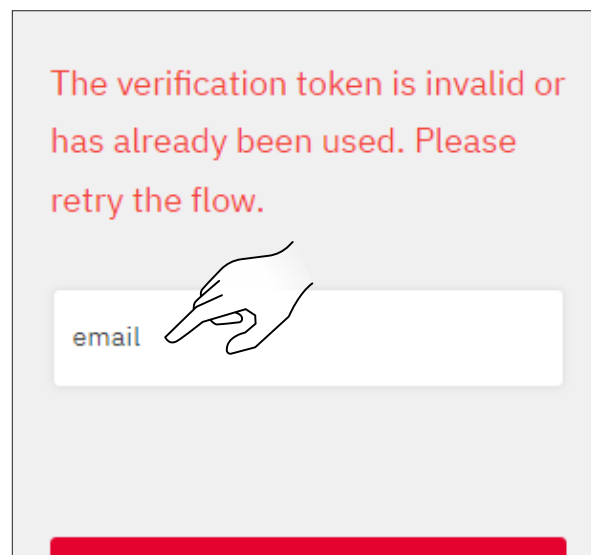 The verification token is invalid or
has already been used. Please
retry the flow.
email